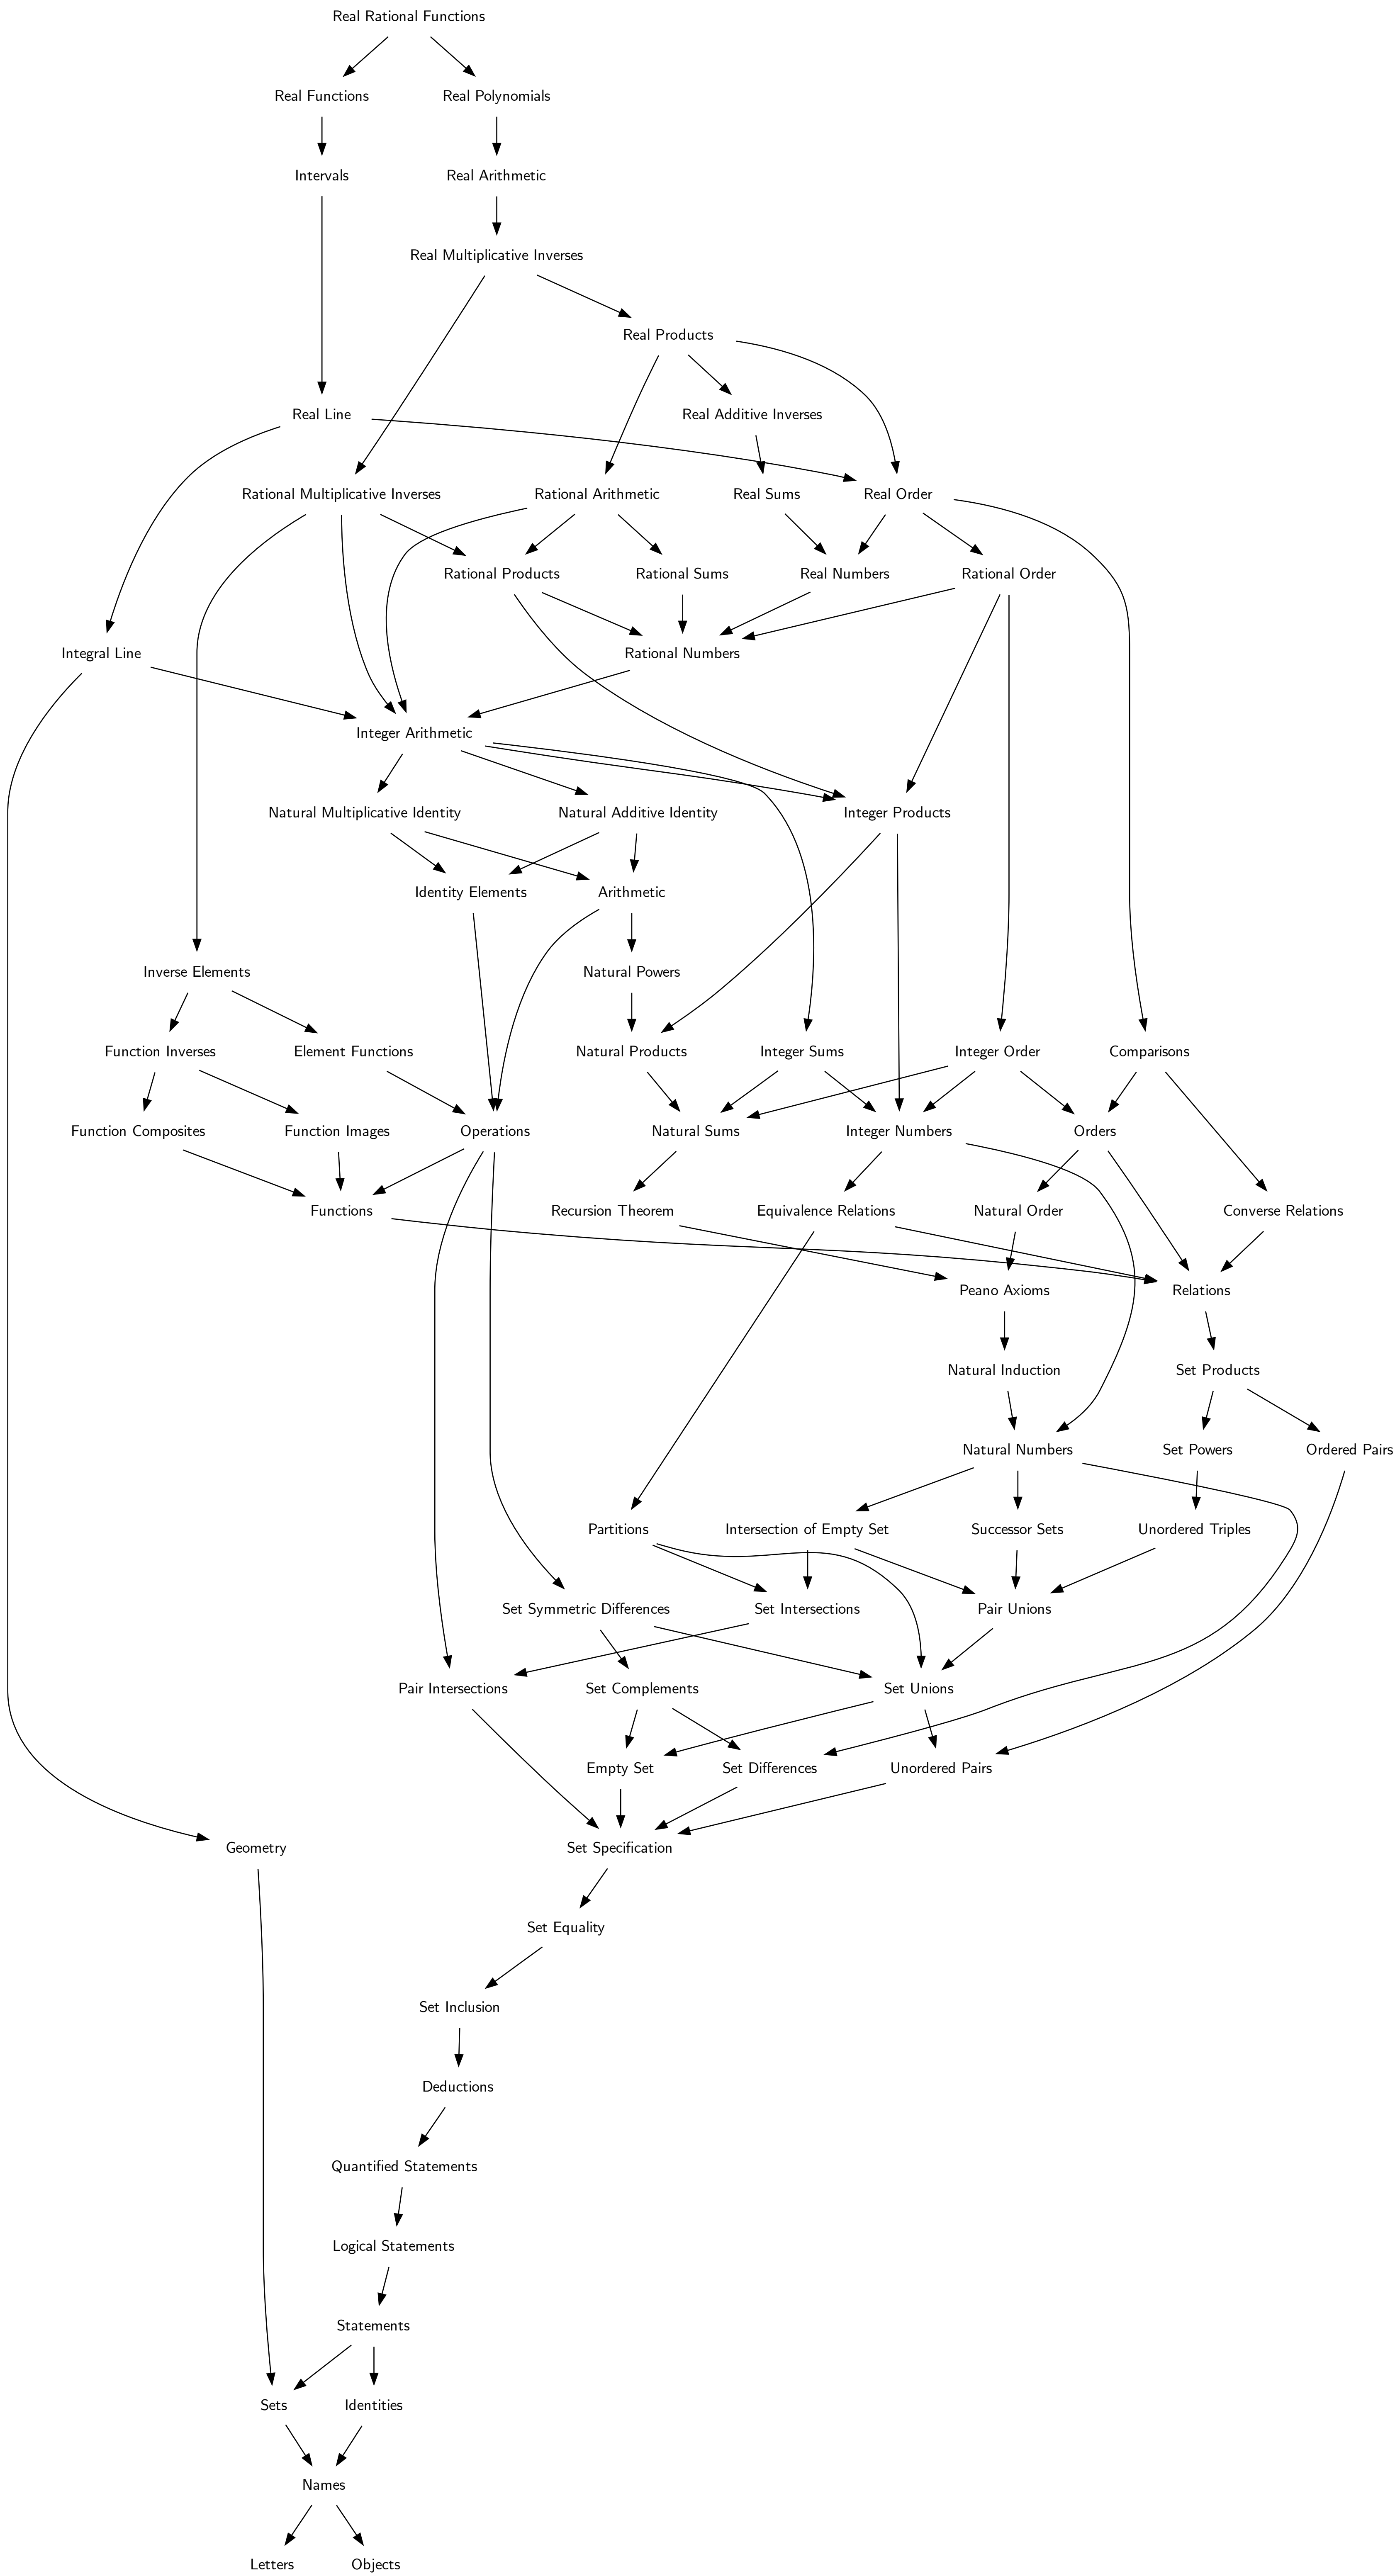 Real Rational Functions
Real Functions
Real Polynomials
Intervals
Real Arithmetic
Real Multiplicative Inverses
Real Products
Real Line
Real Additive Inverses
Rational Multiplicative Inverses
Rational Arithmetic
Real Sums
Real Order
Rational Products
Rational Sums
Real Numbers
Rational Order
Integral Line
Rational Numbers
Integer Arithmetic
Natural Multiplicative Identity
Natural Additive Identity
Integer Products
Identity Elements
Arithmetic
Inverse Elements
Natural Powers
Function Inverses
Element Functions
Natural Products
Integer Sums
Integer Order
Comparisons
Function Composites
Function Images
Operations
Natural Sums
Integer Numbers
Orders
Functions
Recursion Theorem
Equivalence Relations
Natural Order
Converse Relations
Peano Axioms
Relations
Natural Induction
Set Products
Natural Numbers
Set Powers
Ordered Pairs
Partitions
Intersection of Empty Set
Successor Sets
Unordered Triples
Set Symmetric Differences
Set Intersections
Pair Unions
Pair Intersections
Set Complements
Set Unions
Empty Set
Set Differences
Unordered Pairs
Geometry
Set Specification
Set Equality
Set Inclusion
Deductions
Quantified Statements
Logical Statements
Statements
Sets
Identities
Names
Letters
Objects